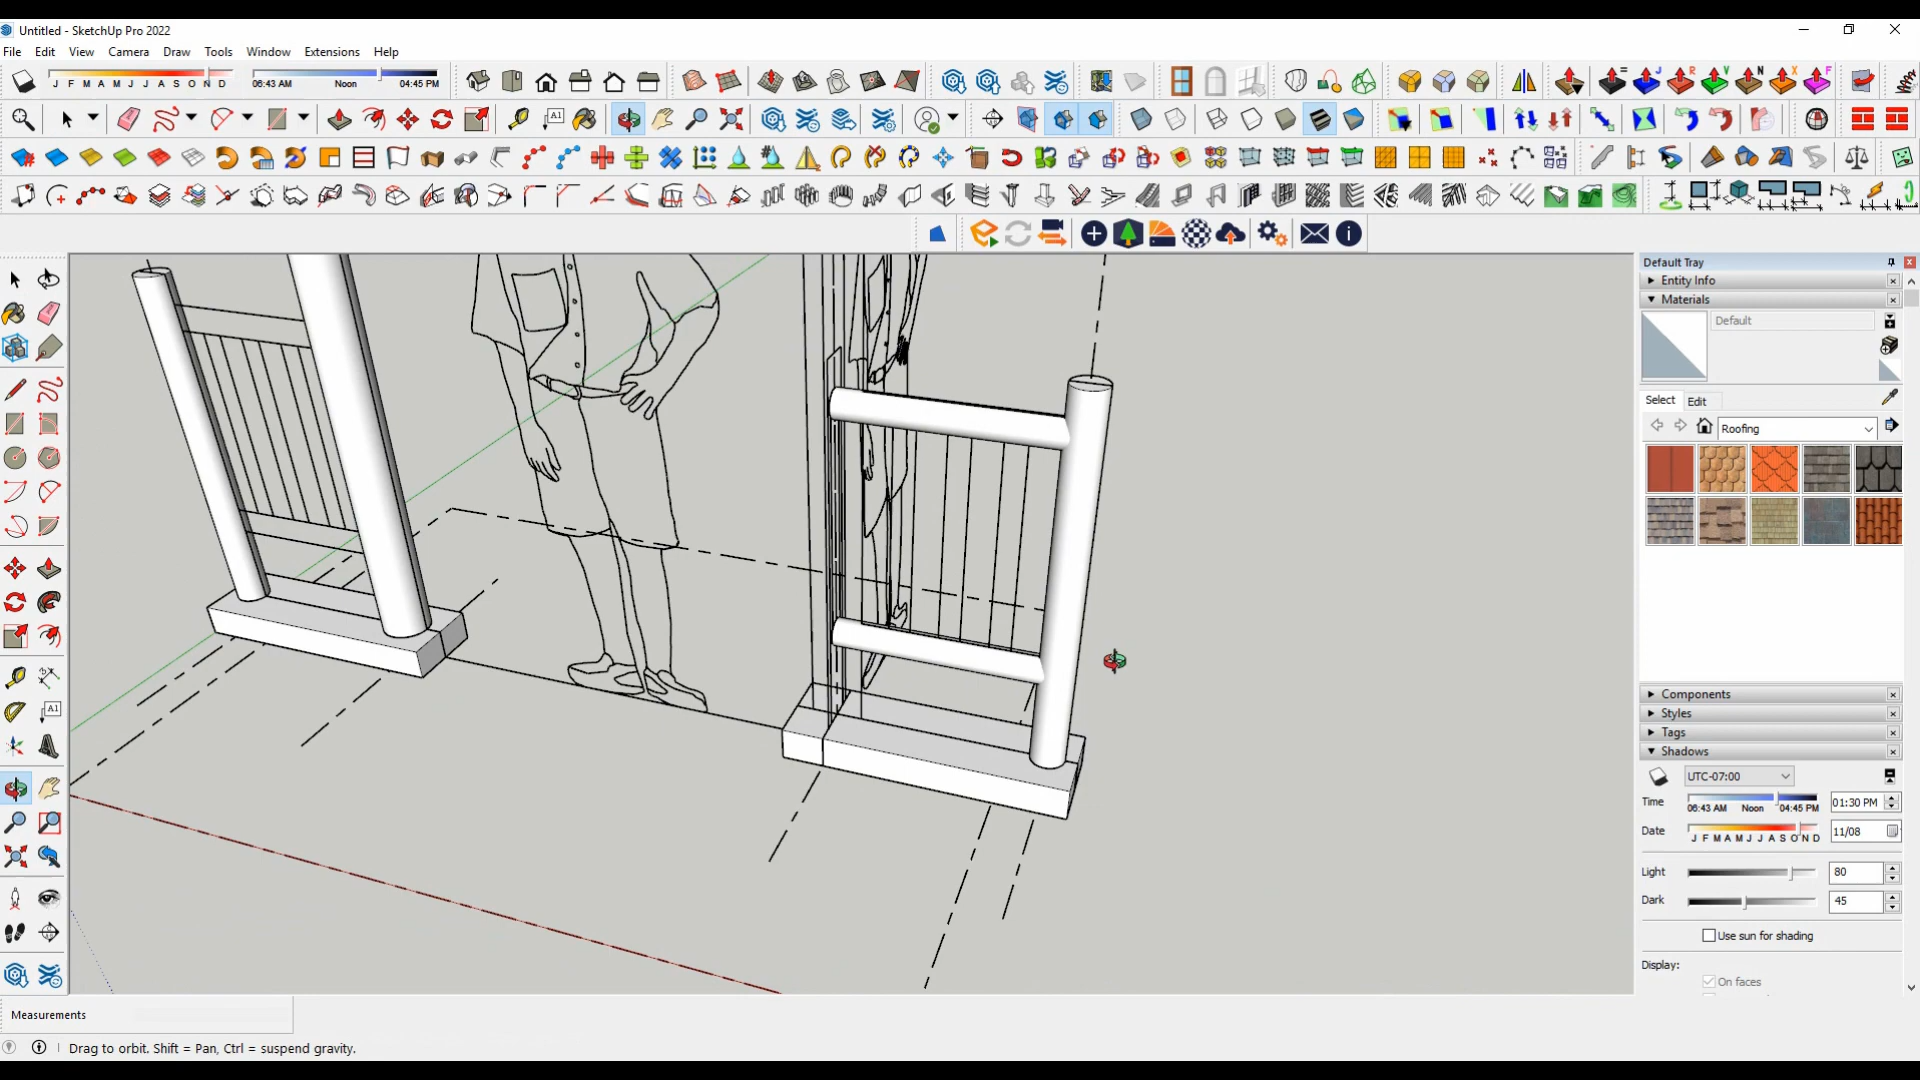 Untitled - SketchUp Pro 2022
File Edit View Camera Draw Tools Window Extensions Help
J F M A M J J A S O N D 06:43 AM Noon 04:45 PM
A1
Default Tray
Entity Info
Materials
Default
Select Edit
Roofing
A1
Components
Styles
Tags
Shadows
UTC-07:00
Time 06:43 AM Noon 04:45 PM 01:30 PM
Date J F M A M J J A S O N D 11/08
Light 80
Dark 45
Use sun for shading
Display:
On faces
Measurements
Drag to orbit. Shift = Pan, Ctrl = suspend gravity.